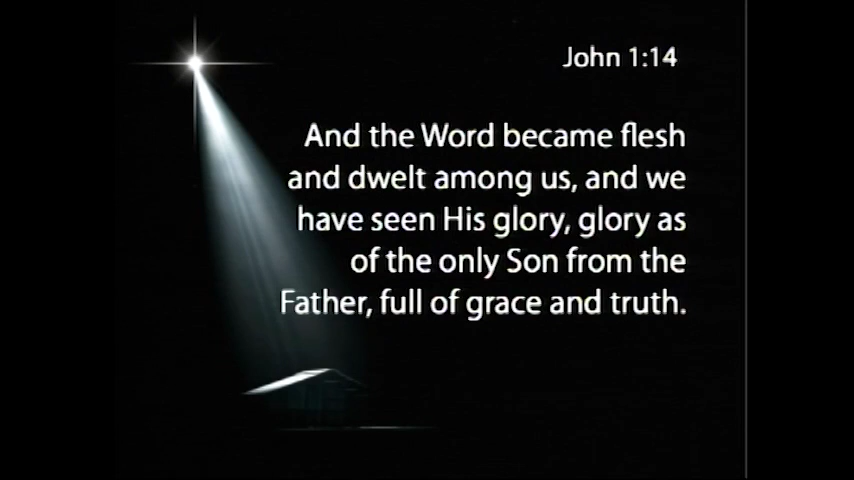 John 1:14
And the Word became flesh
and dwelt among us, and we
have seen His glory, glory as
of the only Son from the
Father, full of grace and truth.